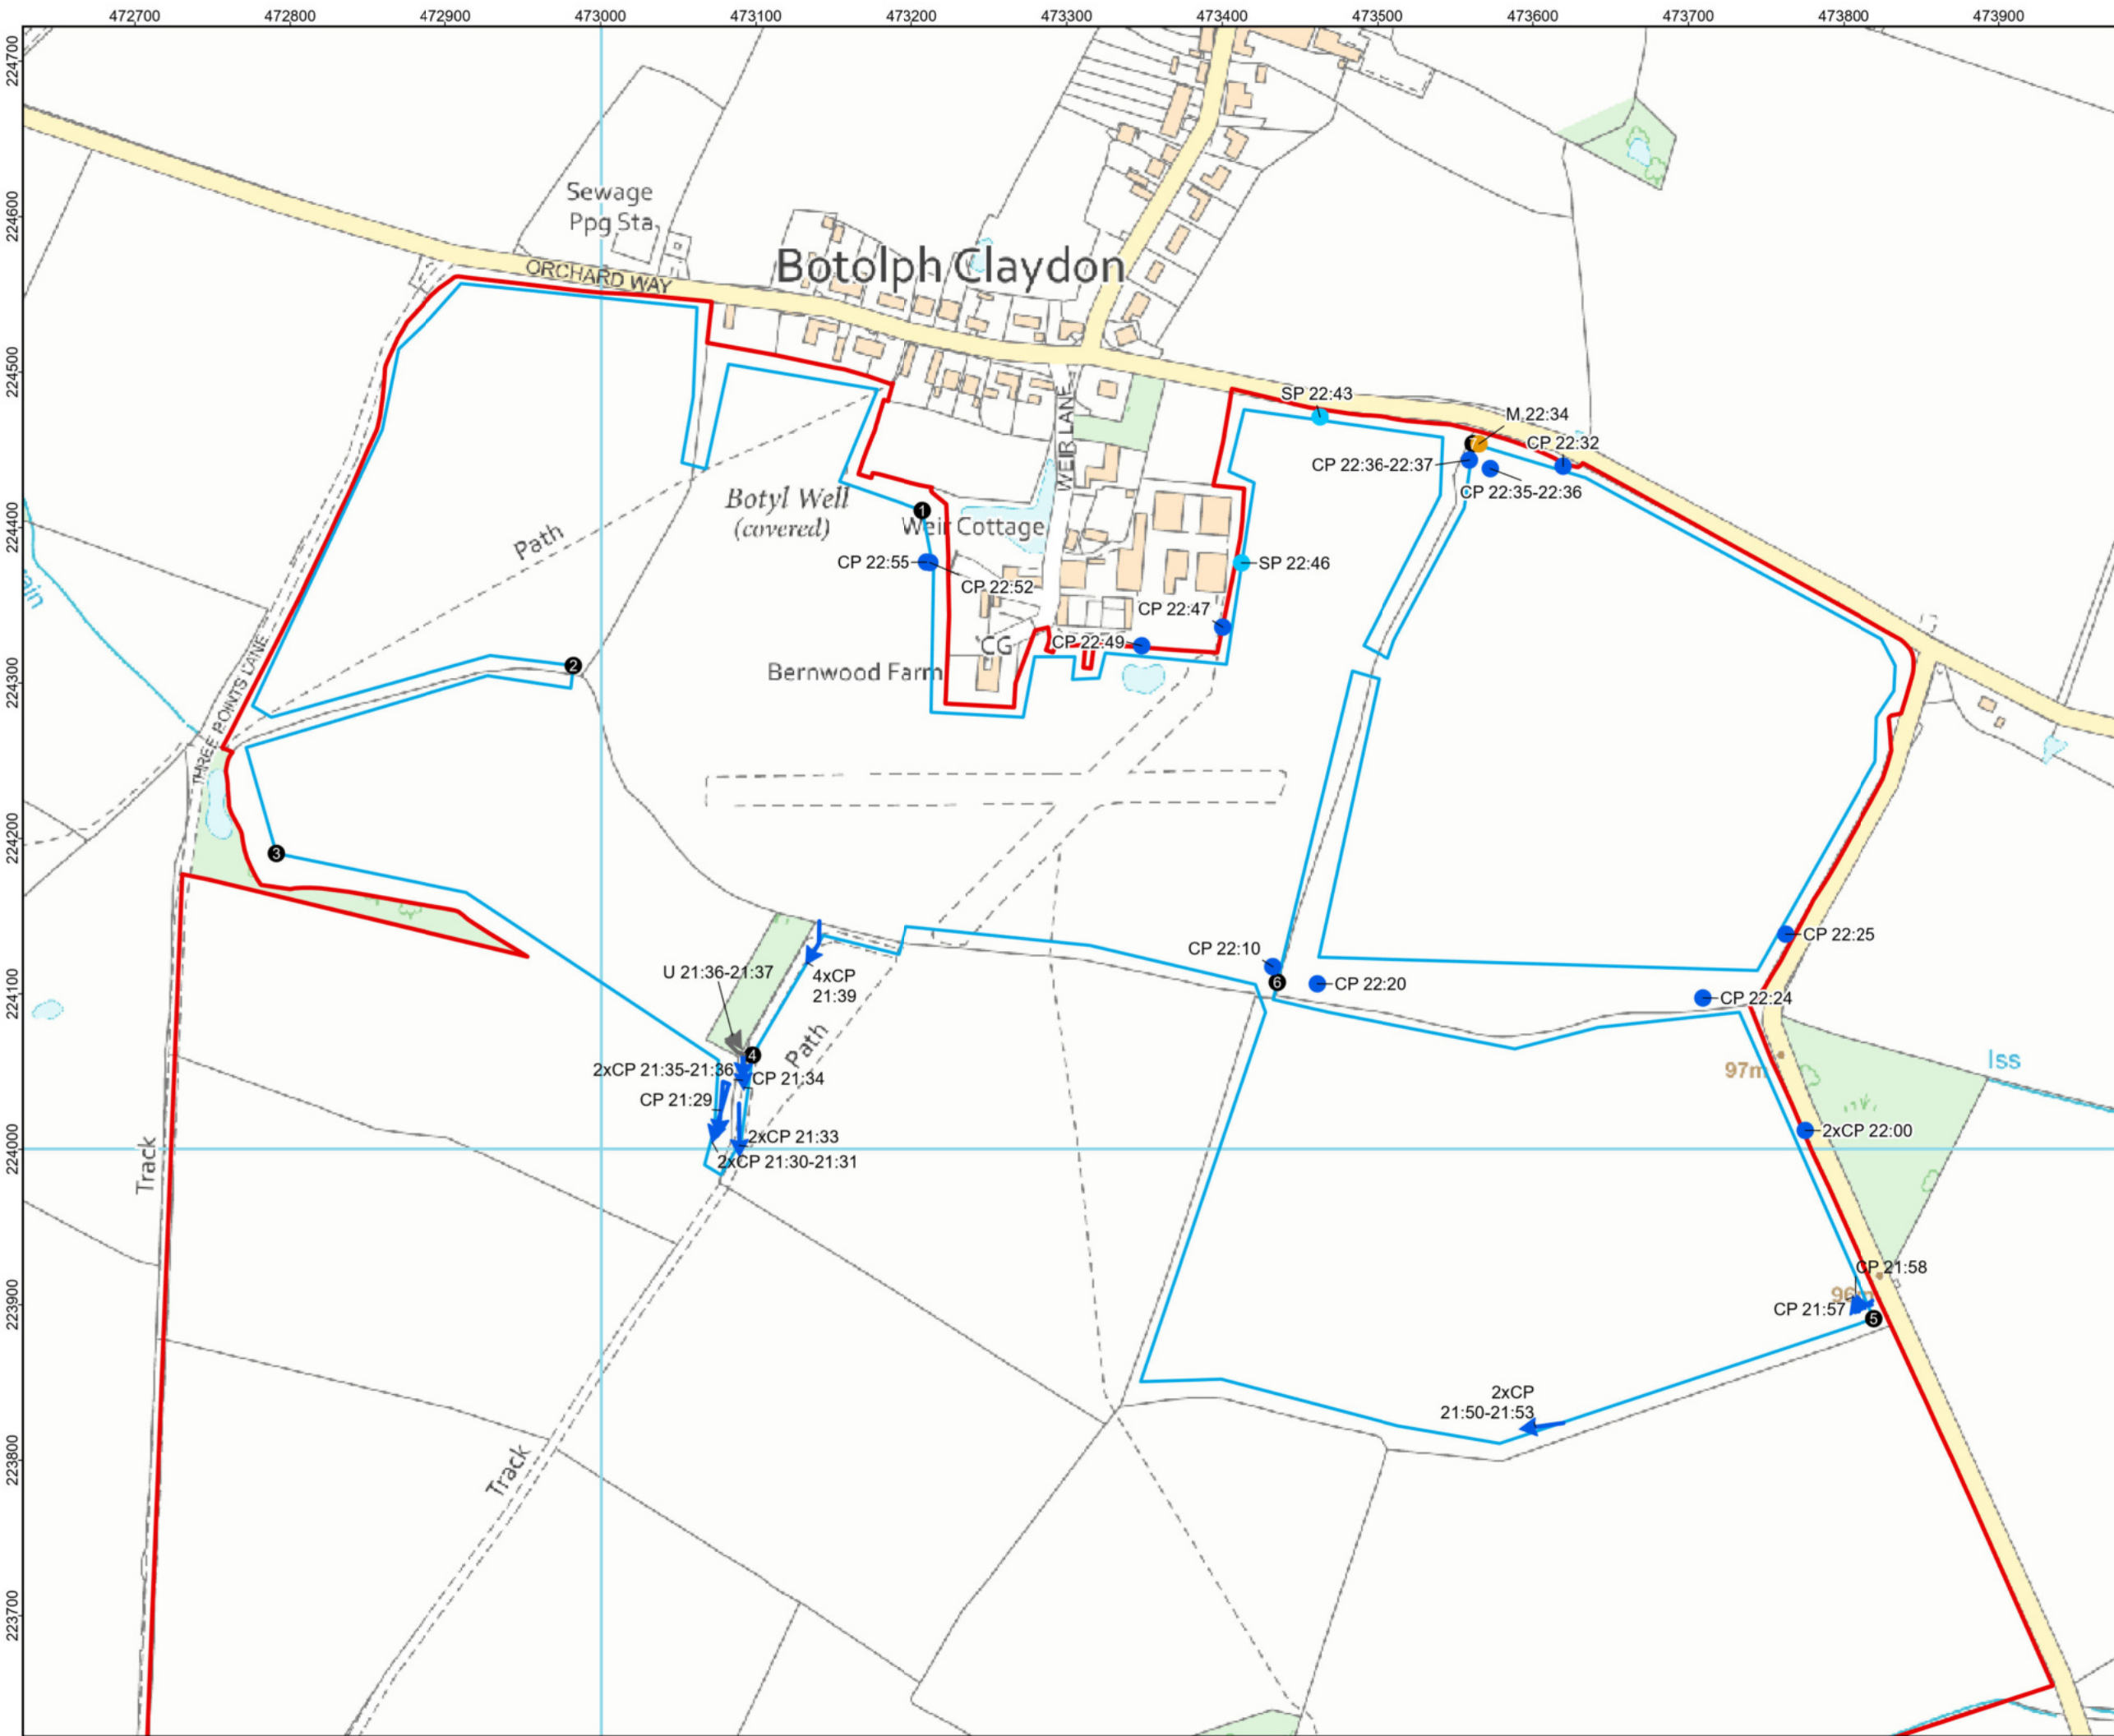 472700 472800 472900 473000 473100 473200 473300 473400 473500 473600 473700 473800 473900
224700
224600
224500
224400
224300
224200
224100
224000
223900
223800
223700
Sewage
Ppg Sta
ORCHARD WAY
Botolph Claydon
WEIR LANE
SP 22:43
M 22:34
CP 22:32
CP 22:36-22:37
CP 22:35-22:36
Botyl Well
(covered)
1
Weir Cottage
Path
CP 22:55
CP 22:52
SP 22:46
CP 22:47
CP 22:49
CG
Bernwood Farm
2
THREE POINTS LANE
3
CP 22:10
6
CP 22:20
CP 22:25
CP 22:24
U 21:36-21:37
4xCP
21:39
Path
4
2xCP 21:35-21:36
CP 21:34
CP 21:29
2xCP 21:33
2xCP 21:30-21:31
97m
Iss
2xCP 22:00
Track
CP 21:58
96m
CP 21:57
5
2xCP
21:50-21:53
Track